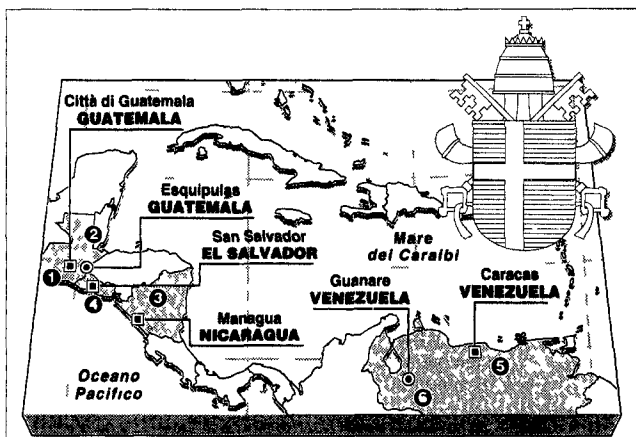 Città di Guatemala
GUATEMALA
Esquipulas
GUATEMALA
San Salvador
EL SALVADOR
Managua
NICARAGUA
Mare
dei Caraibi
Guanare
VENEZUELA
Caracas
VENEZUELA
Oceano
Pacifico
1
2
3
4
5
6